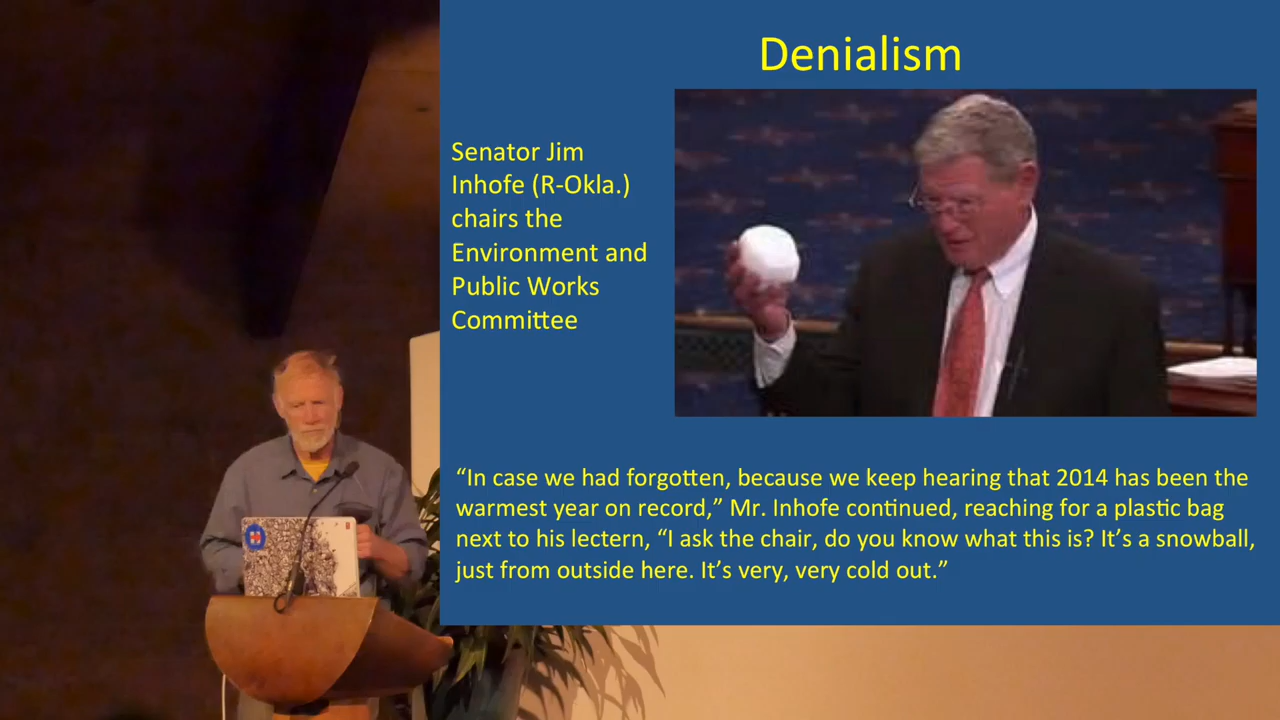 Denialism
Senator Jim
Inhofe (R-Okla.)
chairs the
Environment and
Public Works
Committee
“In case we had forgotten, because we keep hearing that 2014 has been the
warmest year on record,” Mr. Inhofe continued, reaching for a plastic bag
next to his lectern, “I ask the chair, do you know what this is? It’s a snowball,
just from outside here. It’s very, very cold out.”